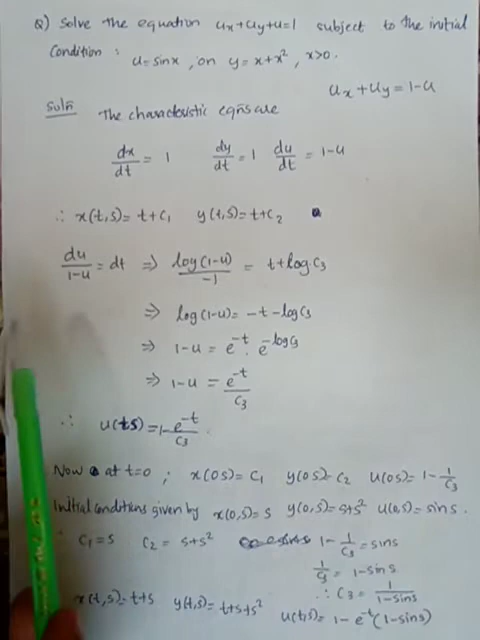 Q) Solve the equation ux+uy+u=1 subject to the initial
Condition : u=sinx, on y=x+x², x>0.
ux+uy=1-u
Soln The characteristic eqns are
dx/dt = 1 dy/dt = 1 du/dt = 1-u
∴ x(t,s)= t+c₁ y(t,s)=t+c₂
du/1-u = dt ⇒ log(1-u)/-1 = t+log c₃
⇒ log(1-u)= -t-log c₃
⇒ 1-u = e^-t . e^-log c₃
⇒ 1-u = e^-t/c₃
∴ u(ts)=1-e^-t/c₃.
Now at t=0 ; x(0s)=c₁ y(0s)=c₂ u(0s)= 1-1/c₃
Initial conditions given by x(0,s)=s y(0,s)=s+s² u(0,s)=sins.
∴ c₁=s c₂ = s+s² 1-1/c₃=sins
1/c₃ = 1-sins
∴ c₃ = 1/1-sins
x(t,s)=t+s y(t,s)= t+s+s² u(t,s)= 1-e^-t(1-sins)